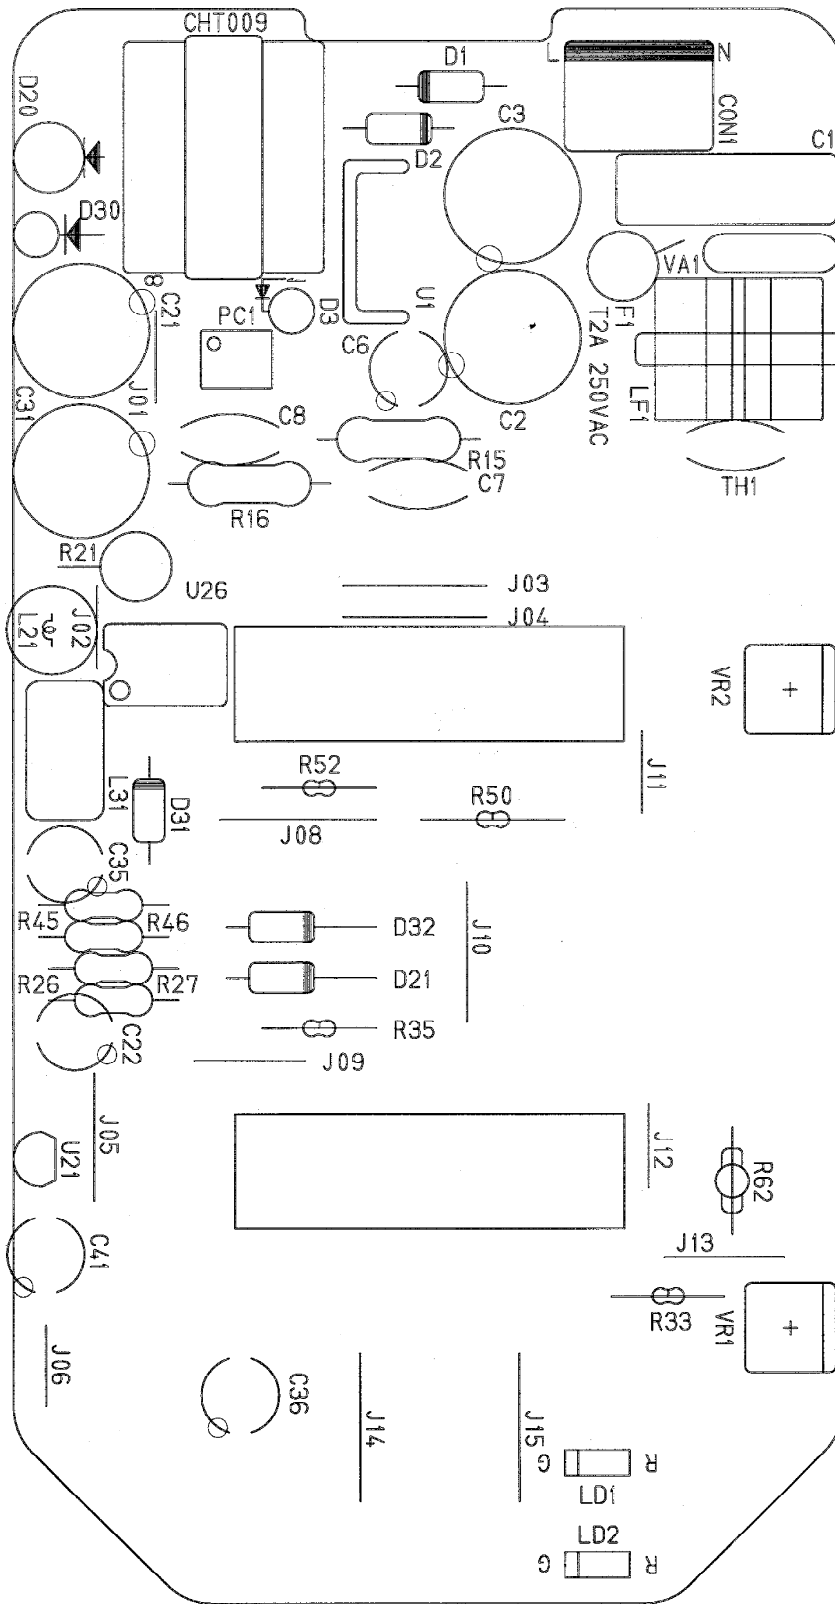 CHT009
D1
L N
D20
C3
CON1
C1
D2
D30
VA1
8
C21
PC1
D3
U1
C6
F1
T2A 250VAC
LF1
J01
C31
C8
C2
R15
C7
TH1
R16
R21
U26
J03
J04
J02
L21
VR2
R52
J11
L31
D31
R50
J08
C35
R45 R46
D32
J10
D21
R26 R27
R35
C22
J09
J05
J12
U21
R62
C41
J13
R33
VR1
J06
C36
J14
J15
G R
LD1
LD2
G R